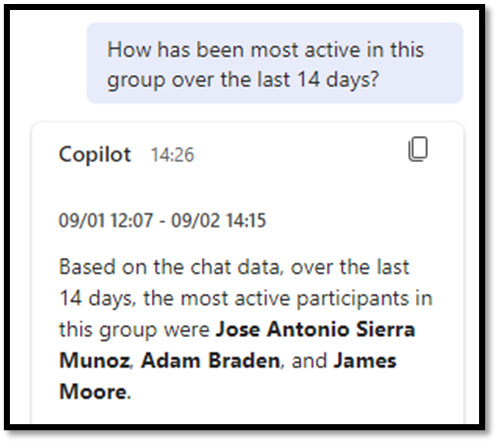 How has been most active in this
group over the last 14 days?
Copilot 14:26
09/01 12:07 - 09/02 14:15
Based on the chat data, over the last
14 days, the most active participants in
this group were Jose Antonio Sierra
Munoz, Adam Braden, and James
Moore.